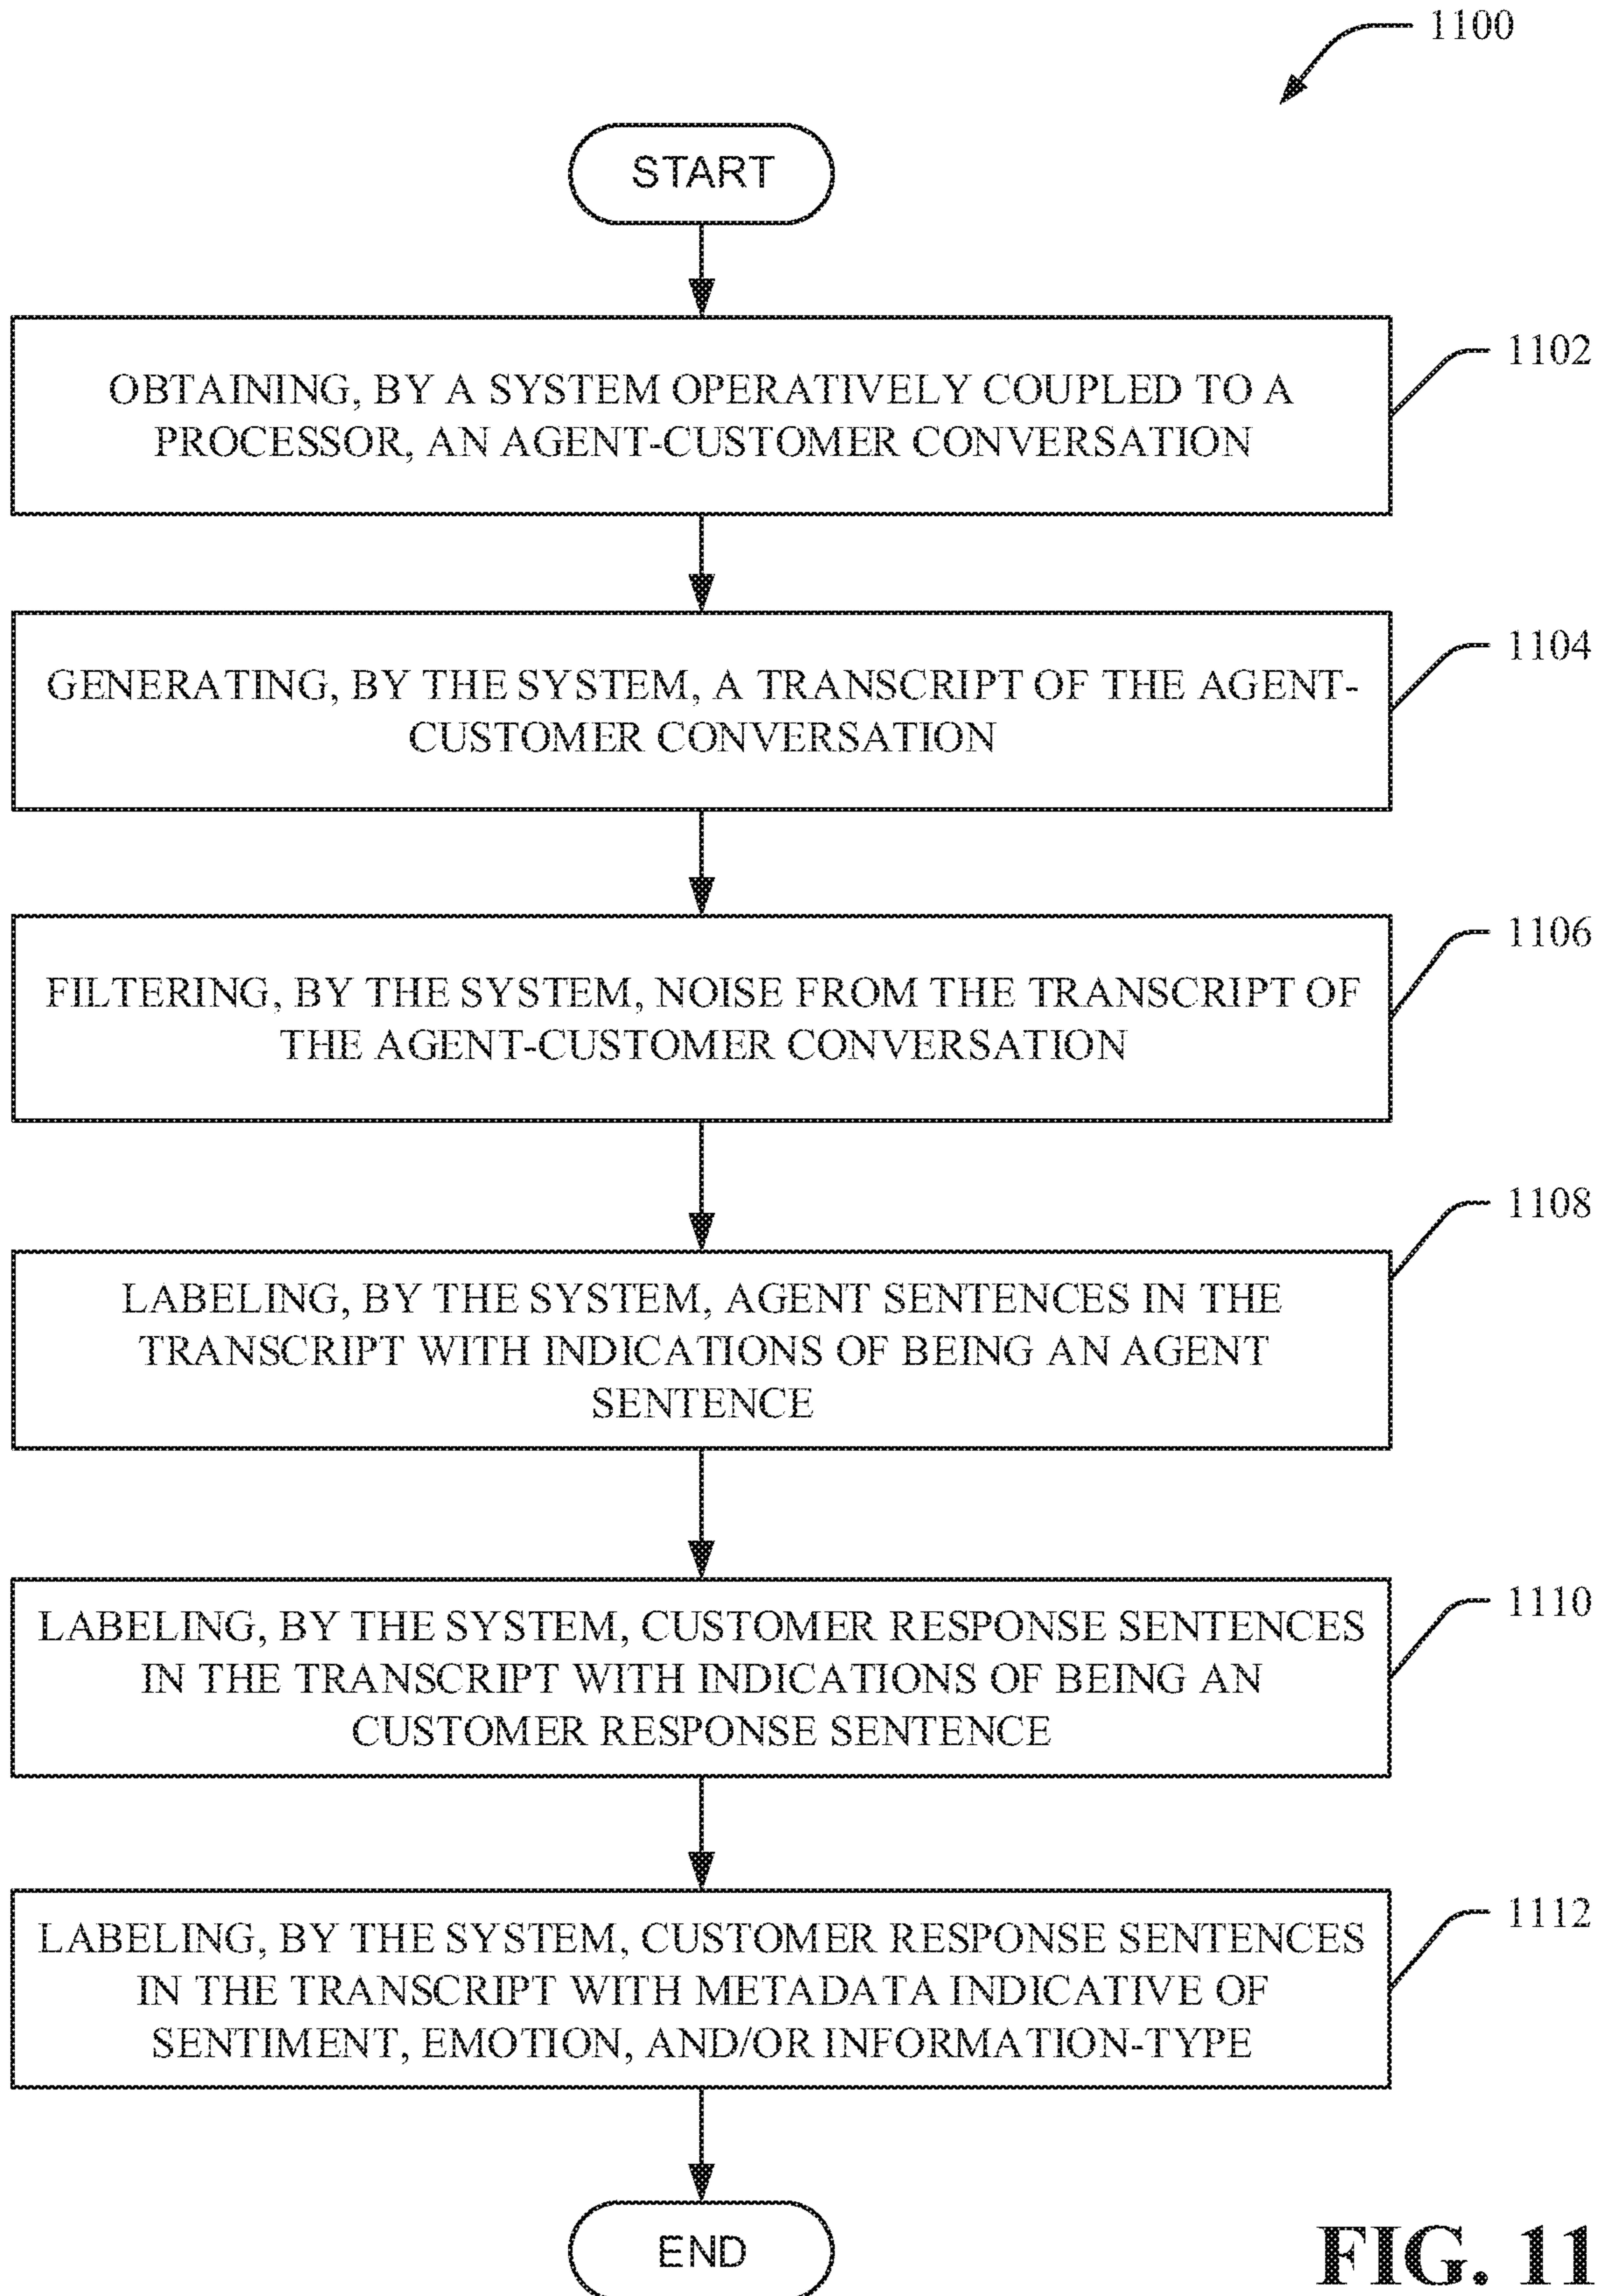 1100
START
1102
OBTAINING, BY A SYSTEM OPERATIVELY COUPLED TO A
PROCESSOR, AN AGENT-CUSTOMER CONVERSATION
1104
GENERATING, BY THE SYSTEM, A TRANSCRIPT OF THE AGENT-
CUSTOMER CONVERSATION
1106
FILTERING, BY THE SYSTEM, NOISE FROM THE TRANSCRIPT OF
THE AGENT-CUSTOMER CONVERSATION
1108
LABELING, BY THE SYSTEM, AGENT SENTENCES IN THE
TRANSCRIPT WITH INDICATIONS OF BEING AN AGENT
SENTENCE
1110
LABELING, BY THE SYSTEM, CUSTOMER RESPONSE SENTENCES
IN THE TRANSCRIPT WITH INDICATIONS OF BEING AN
CUSTOMER RESPONSE SENTENCE
1112
LABELING, BY THE SYSTEM, CUSTOMER RESPONSE SENTENCES
IN THE TRANSCRIPT WITH METADATA INDICATIVE OF
SENTIMENT, EMOTION, AND/OR INFORMATION-TYPE
END
FIG. 11